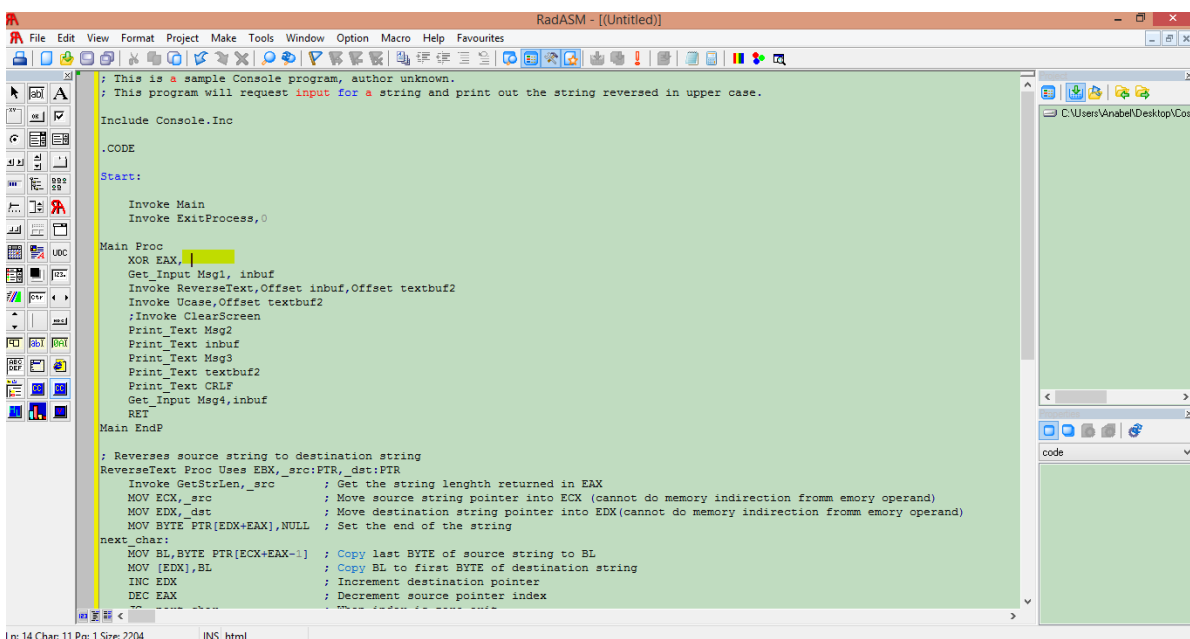 RadASM - [(Untitled)]
File Edit View Format Project Make Tools Window Option Macro Help Favourites
; This is a sample Console program, author unknown.
; This program will request input for a string and print out the string reversed in upper case.
Include Console.Inc
.CODE
Start:
Invoke Main
Invoke ExitProcess,0
Main Proc
XOR EAX,
Get_Input Msg1, inbuf
Invoke ReverseText,Offset inbuf,Offset textbuf2
Invoke Ucase,Offset textbuf2
;Invoke ClearScreen
Print_Text Msg2
Print_Text inbuf
Print_Text Msg3
Print_Text textbuf2
Print_Text CRLF
Get_Input Msg4,inbuf
RET
Main EndP
; Reverses source string to destination string
ReverseText Proc Uses EBX,_src:PTR,_dst:PTR
Invoke GetStrLen,_src ; Get the string lenghth returned in EAX
MOV ECX,_src ; Move source string pointer into ECX (cannot do memory indirection fromm emory operand)
MOV EDX,_dst ; Move destination string pointer into EDX(cannot do memory indirection fromm emory operand)
MOV BYTE PTR[EDX+EAX],NULL ; Set the end of the string
next_char:
MOV BL,BYTE PTR[ECX+EAX-1] ; Copy last BYTE of source string to BL
MOV [EDX],BL ; Copy BL to first BYTE of destination string
INC EDX ; Increment destination pointer
DEC EAX ; Decrement source pointer index
C:\Users\Anabel\Desktop\Cos
code
Ln: 14 Char: 11 Pg: 1 Size: 2204 INS html